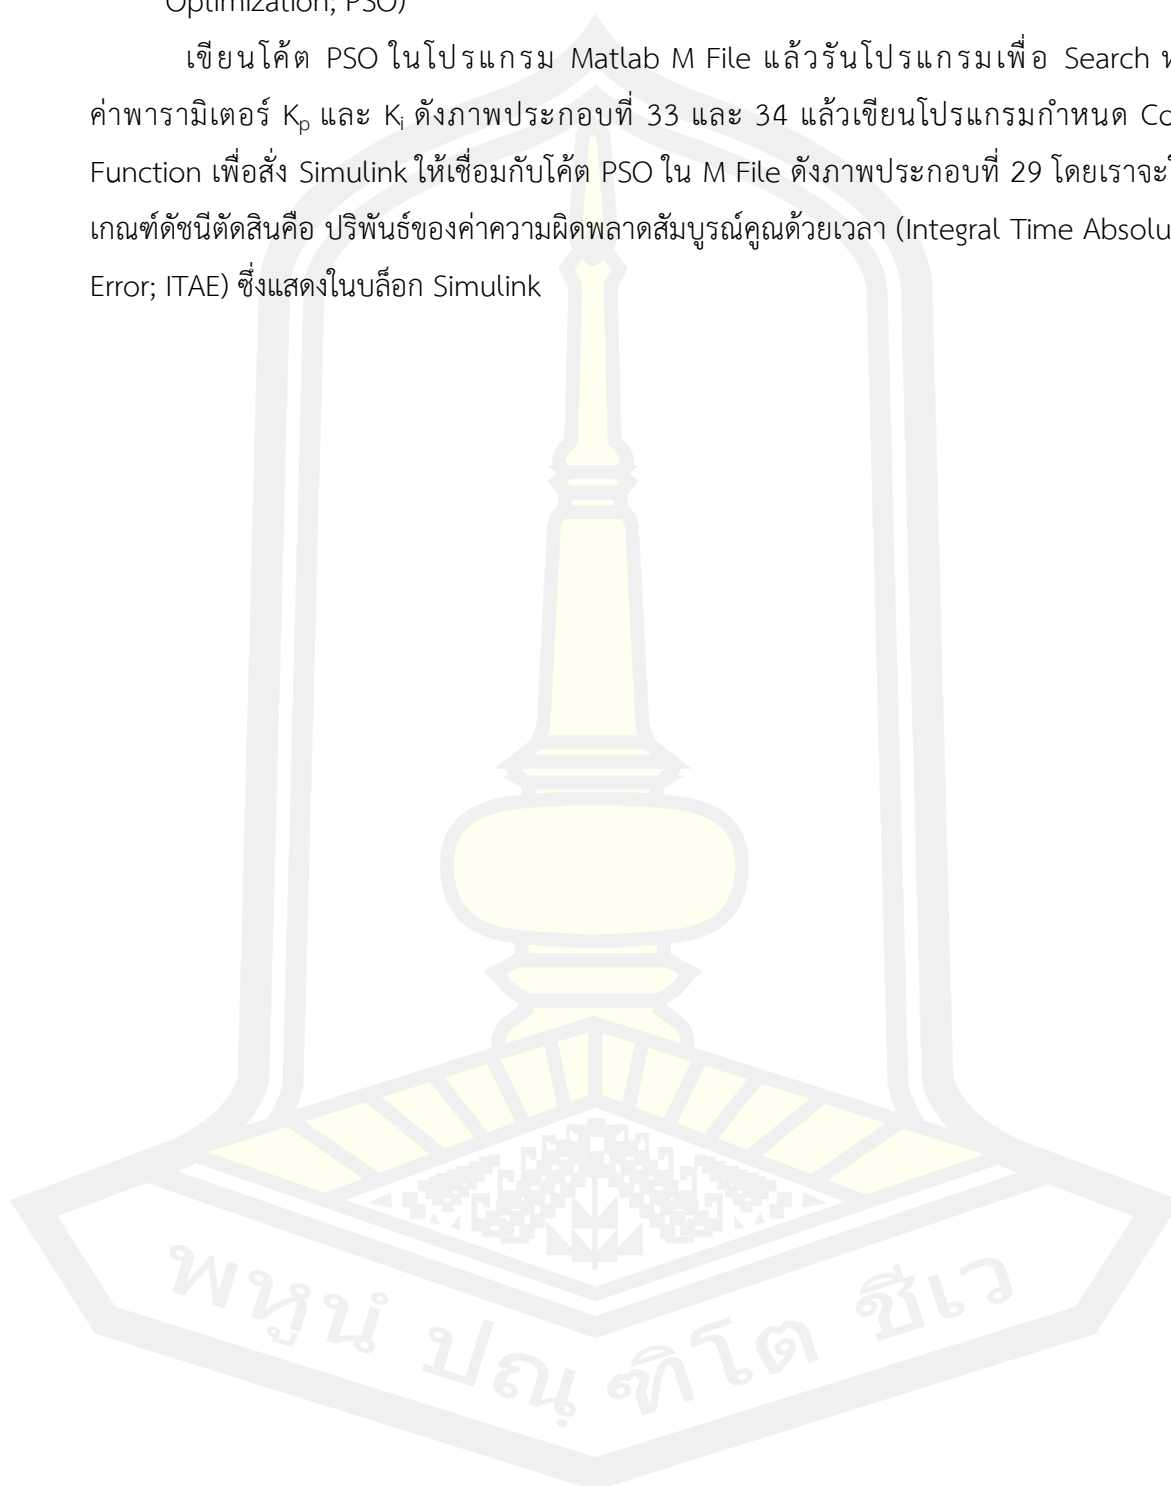 Optimization; PSO)
เขียนโค้ต PSO ในโปรแกรม Matlab M File แล้วรันโปรแกรมเพื่อ Search
ค่าพารามิเตอร์ Kp และ Ki ดังภาพประกอบที่ 33 และ 34 แล้วเขียนโปรแกรมกำหนด
Function เพื่อสั่ง Simulink ให้เชื่อมกับโค้ต PSO ใน M File ดังภาพประกอบที่ 29 โดยเราจะ
เกณฑ์ดัชนีตัดสินคือ ปริพันธ์ของค่าความผิดพลาดสัมบูรณ์คูณด้วยเวลา (Integral Time
Error; ITAE) ซึ่งแสดงในบล็อก Simulink
พหูนํ ปณฺฑิโต ชีเว